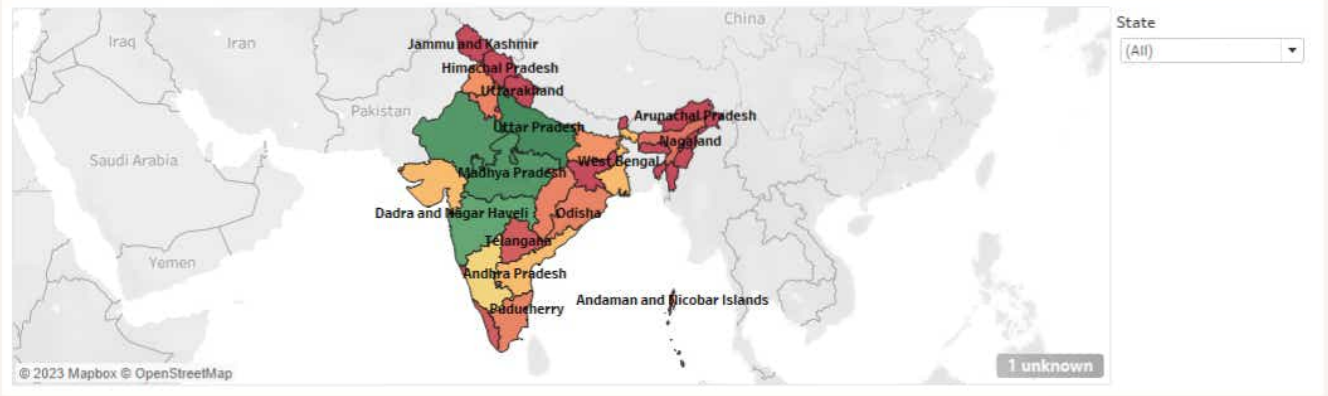 China
State
(All)
Iraq
Iran
Jammu and Kashmir
Himachal Pradesh
Uttarakhand
Pakistan
Arunachal Pradesh
Uttar Pradesh
Nagaland
Saudi Arabia
West Bengal
Madhya Pradesh
Dadra and Nagar Haveli
Odisha
Telangana
Yemen
Andhra Pradesh
Andaman and Nicobar Islands
Puducherry
1 unknown
© 2023 Mapbox © OpenStreetMap